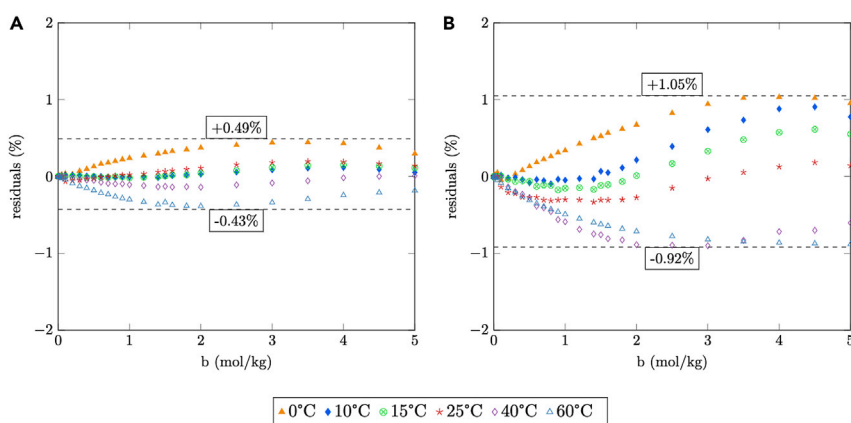 A
2
1
0
−1
−2
residuals (%)
+0.49%
-0.43%
0 1 2 3 4 5
b (mol/kg)
B
2
1
0
−1
−2
residuals (%)
+1.05%
-0.92%
0 1 2 3 4 5
b (mol/kg)
0°C 10°C 15°C 25°C 40°C 60°C